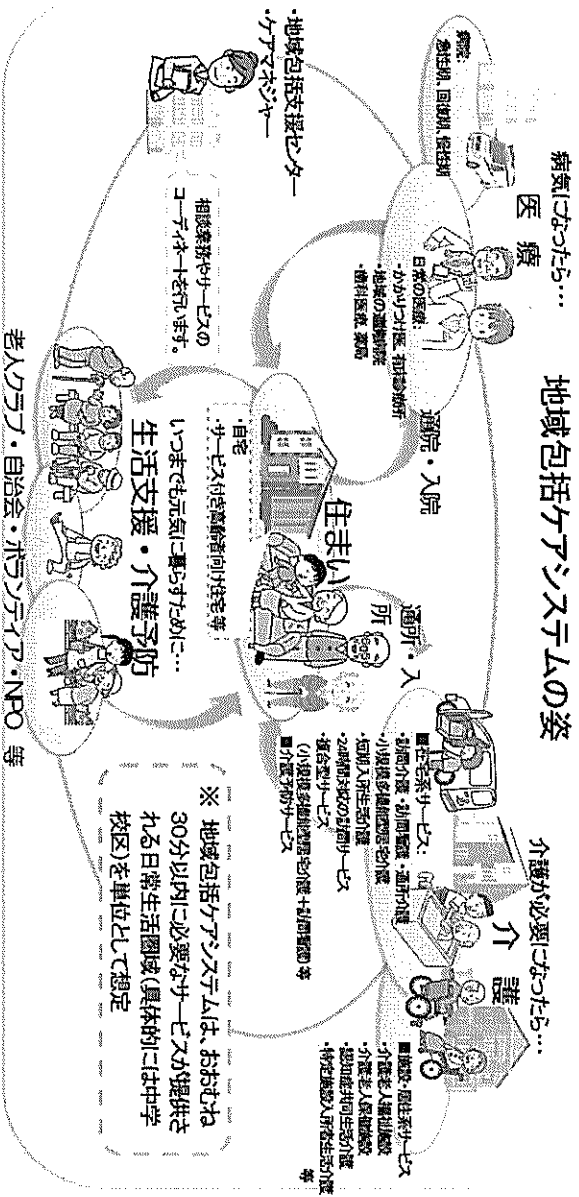 地域包括ケアシステムの姿
病気になったら…
医療
病院:
急性期、回復期、慢性期
日常の医療:
・かかりつけ医、有床診療所
・地域の連携病院
・歯科医療、薬局
通院・入院
介護が必要になったら…
介護
通所・入
所
■在宅系サービス:
・訪問介護・訪問看護・通所介護
・小規模多機能型居宅介護
・短期入所生活介護
・24時間対応の訪問サービス
・複合型サービス
(小規模多機能型居宅介護+訪問看護)等
■介護予防サービス
■施設・居住系サービス
・介護老人福祉施設
・介護老人保健施設
・認知症共同生活介護
・特定施設入所者生活介護
等
住まい
・自宅
・サービス付き高齢者向け住宅 等
・地域包括支援センター
・ケアマネジャー
相談業務やサービスの
コーディネートを行います。
いつまでも元気に暮らすために…
生活支援・介護予防
老人クラブ・自治会・ボランティア・NPO 等
※ 地域包括ケアシステムは、おおむね
30分以内に必要なサービスが提供さ
れる日常生活圏域(具体的には中学
校区)を単位として想定